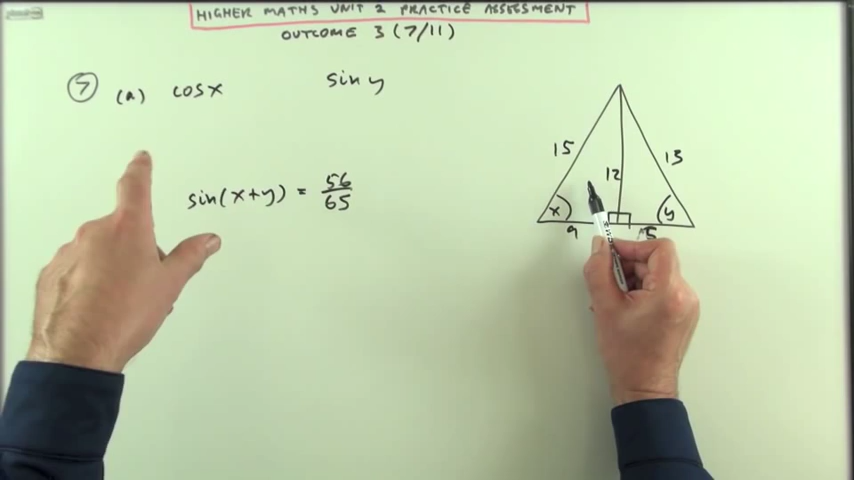 HIGHER MATHS UNIT 2 PRACTICE ASSESSMENT
OUTCOME 3 (7/11)
7 (a) cosx sin y
sin(x+y) = 56/65
15 13
12
x y
9 5